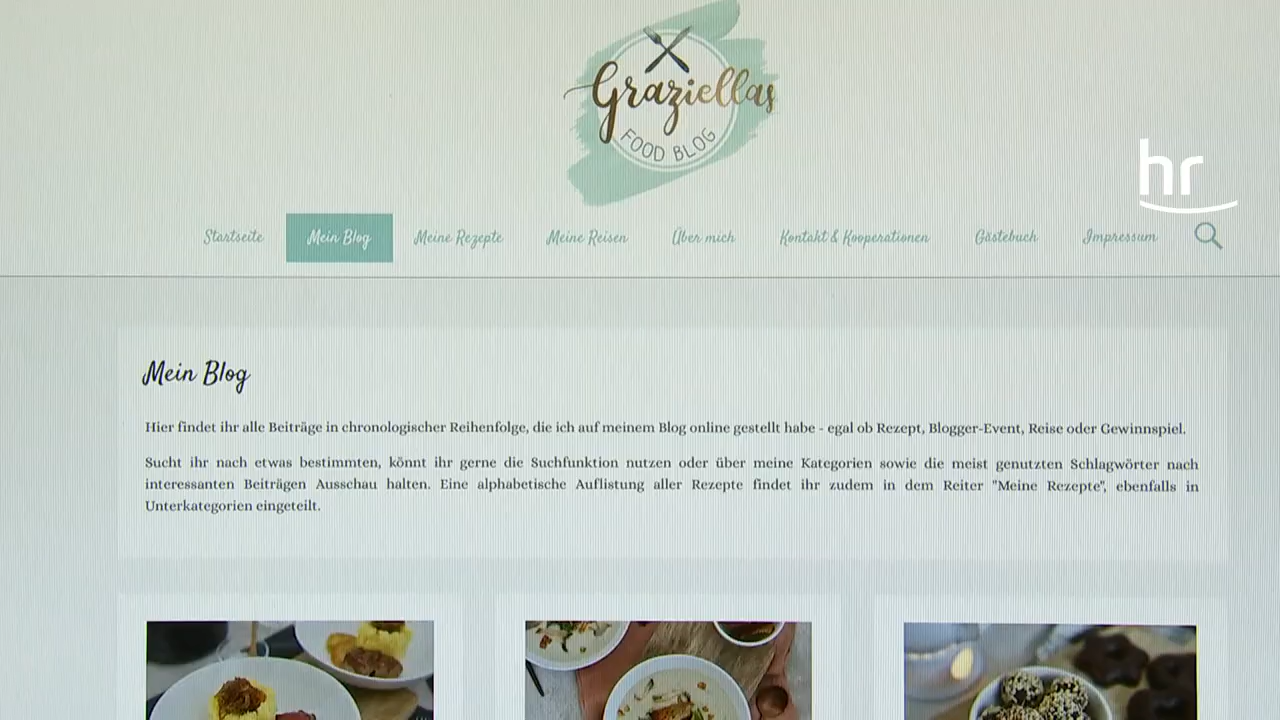 Graziellas
FOOD BLOG
hr
Startseite Mein Blog Meine Rezepte Meine Reisen Über mich Kontakt & Kooperationen Gästebuch Impressum
Mein Blog
Hier findet ihr alle Beiträge in chronologischer Reihenfolge, die ich auf meinem Blog online gestellt habe - egal ob Rezept, Blogger-Event, Reise oder Gewinnspiel.
Sucht ihr nach etwas bestimmten, könnt ihr gerne die Suchfunktion nutzen oder über meine Kategorien sowie die meist genutzten Schlagwörter nach
interessanten Beiträgen Ausschau halten. Eine alphabetische Auflistung aller Rezepte findet ihr zudem in dem Reiter "Meine Rezepte", ebenfalls in
Unterkategorien eingeteilt.